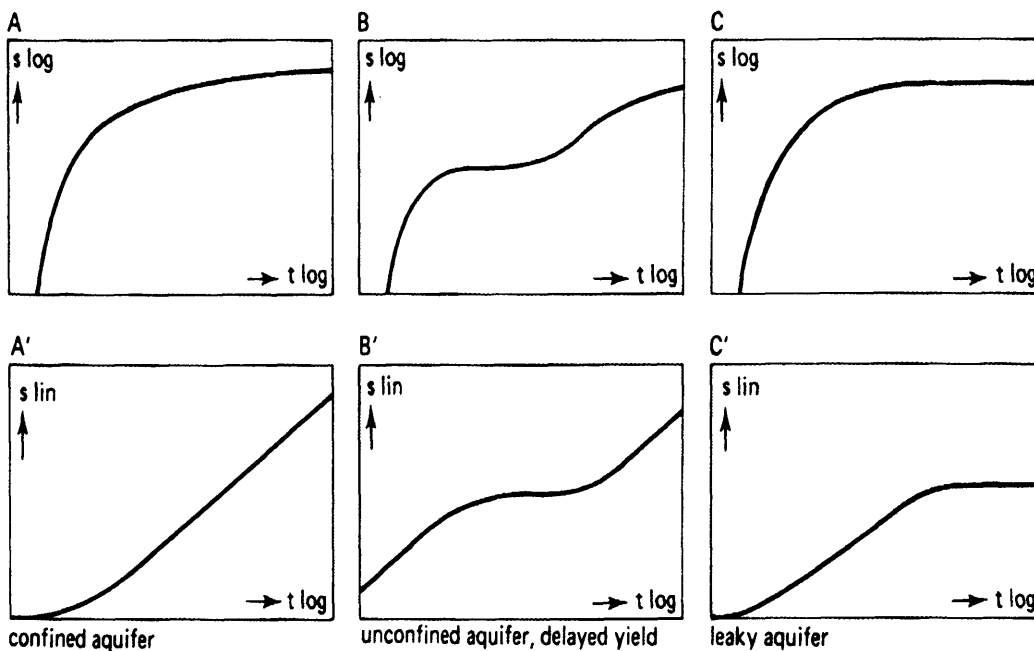 A
s log
t log
B
s log
t log
C
s log
t log
A'
s lin
t log
confined aquifer
B'
s lin
t log
unconfined aquifer, delayed yield
C'
s lin
t log
leaky aquifer